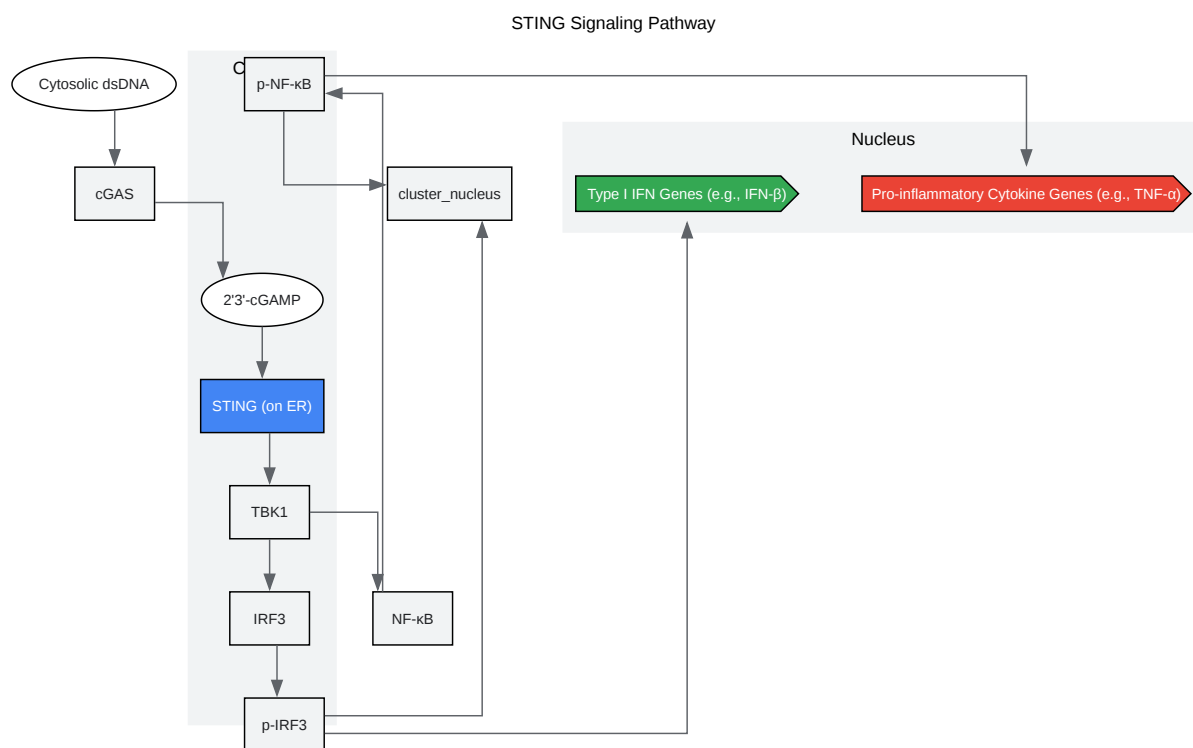 STING Signaling Pathway
Cytosolic dsDNA
C
p-NF-κB
Nucleus
cGAS
cluster_nucleus
Type I IFN Genes (e.g., IFN-β)
Pro-inflammatory Cytokine Genes (e.g., TNF-α)
2'3'-cGAMP
STING (on ER)
TBK1
IRF3
NF-κB
p-IRF3